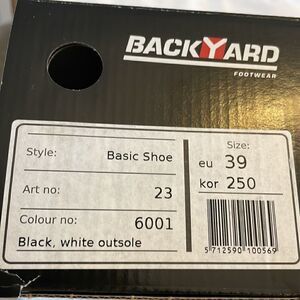 BACKYARD
FOOTWEAR
Style: Basic Shoe
Art no: 23
Colour no: 6001
Black, white outsole
Size:
eu 39
kor 250
5 712590 100569